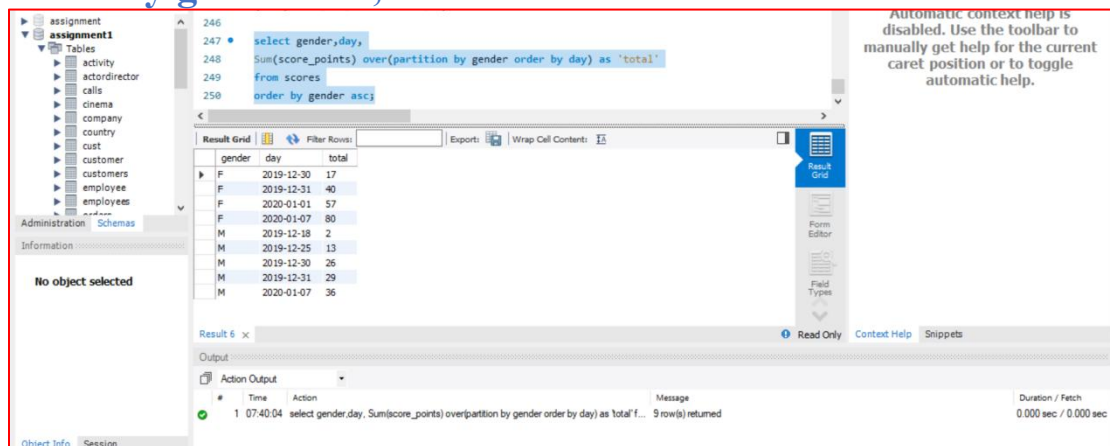 assignment
assignment1
Tables
activity
actordirector
calls
cinema
company
country
cust
customer
customers
employee
employees
Administration Schemas
Information
No object selected
Object Info Session
246
247 select gender,day,
248 Sum(score_points) over(partition by gender order by day) as 'total'
249 from scores
250 order by gender asc;
Result Grid Filter Rows: Export: Wrap Cell Content:
gender day total
F 2019-12-30 17
F 2019-12-31 40
F 2020-01-01 57
F 2020-01-07 80
M 2019-12-18 2
M 2019-12-25 13
M 2019-12-30 26
M 2019-12-31 29
M 2020-01-07 36
Result
Grid
Form
Editor
Field
Types
Result 6 Read Only
Automatic context help is
disabled. Use the toolbar to
manually get help for the current
caret position or to toggle
automatic help.
Context Help Snippets
Output
Action Output
# Time Action Message Duration / Fetch
1 07:40:04 select gender,day, Sum(score_points) over(partition by gender order by day) as 'total' f... 9 row(s) returned 0.000 sec / 0.000 sec